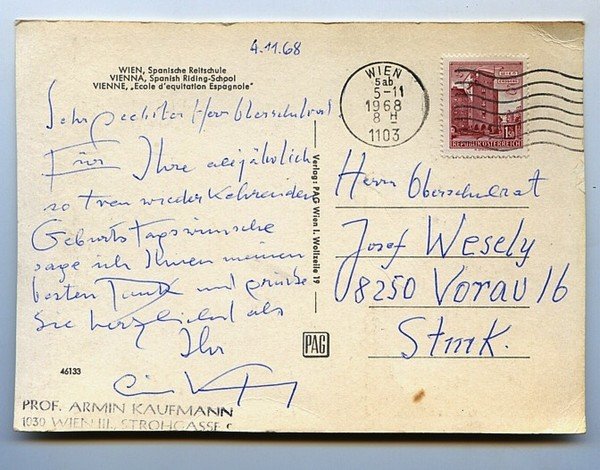 4.11.68
WIEN, Spanische Reitschule
VIENNA, Spanish Riding-School
VIENNE, „Ecole d'equitation Espagnole"
Sehr geehrter Herr Oberschulrat
Für Ihre alljährlich
so treu wiederkehrenden
Geburtstagswünsche
sage ich Ihnen meinen
besten Dank und grüße
Sie herzlichst als
Ihr
46133
PROF. ARMIN KAUFMANN
1030 WIEN III., STROHGASSE
Verlag: PAG Wien I. Wollzeile 19
PAG
WIEN
5ab
5-11
1968
8 H
1103
REPUBLIK ÖSTERREICH
Herrn Oberschulrat
Josef Wesely
8250 Vorau 16
Stmk.